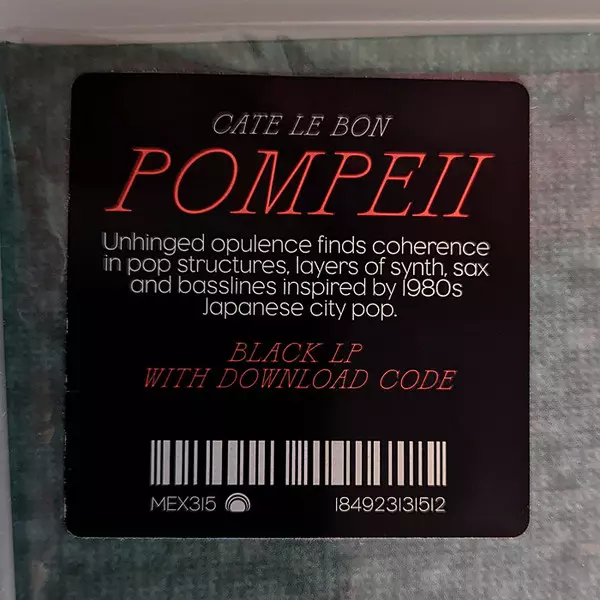 CATE LE BON
POMPEII
Unhinged opulence finds coherence
in pop structures, layers of synth, sax
and basslines inspired by 1980s
Japanese city pop.
BLACK LP
WITH DOWNLOAD CODE
MEX315 184923131512